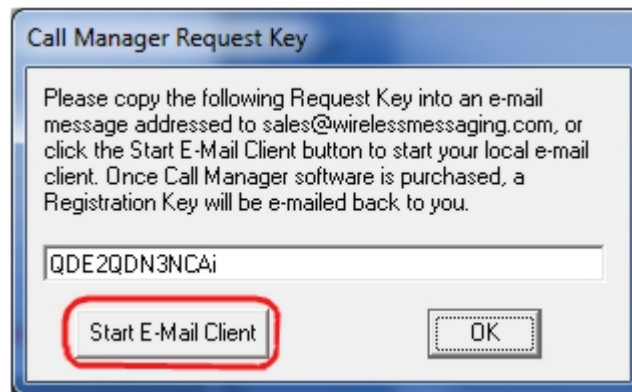 Call Manager Request Key
Please copy the following Request Key into an e-mail
message addressed to sales@wirelessmessaging.com, or
click the Start E-Mail Client button to start your local e-mail
client. Once Call Manager software is purchased, a
Registration Key will be e-mailed back to you.
QDE2QDN3NCAi
Start E-Mail Client
OK